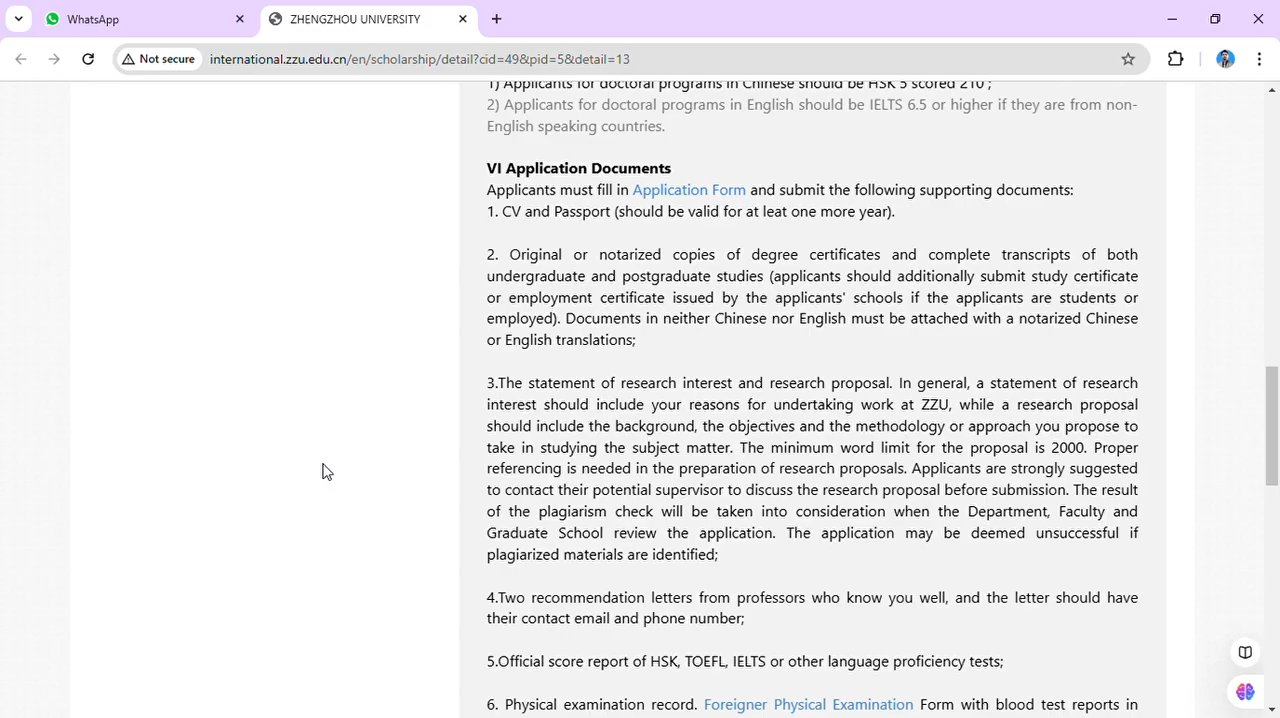 WhatsApp
ZHENGZHOU UNIVERSITY
Not secure
international.zzu.edu.cn/en/scholarship/detail?cid=49&pid=5&detail=13
1) Applicants for doctoral programs in Chinese should be HSK 5 scored 210 ;
2) Applicants for doctoral programs in English should be IELTS 6.5 or higher if they are from non-
English speaking countries.
VI Application Documents
Applicants must fill in Application Form and submit the following supporting documents:
1. CV and Passport (should be valid for at leat one more year).
2. Original or notarized copies of degree certificates and complete transcripts of both
undergraduate and postgraduate studies (applicants should additionally submit study certificate
or employment certificate issued by the applicants' schools if the applicants are students or
employed). Documents in neither Chinese nor English must be attached with a notarized Chinese
or English translations;
3.The statement of research interest and research proposal. In general, a statement of research
interest should include your reasons for undertaking work at ZZU, while a research proposal
should include the background, the objectives and the methodology or approach you propose to
take in studying the subject matter. The minimum word limit for the proposal is 2000. Proper
referencing is needed in the preparation of research proposals. Applicants are strongly suggested
to contact their potential supervisor to discuss the research proposal before submission. The result
of the plagiarism check will be taken into consideration when the Department, Faculty and
Graduate School review the application. The application may be deemed unsuccessful if
plagiarized materials are identified;
4.Two recommendation letters from professors who know you well, and the letter should have
their contact email and phone number;
5.Official score report of HSK, TOEFL, IELTS or other language proficiency tests;
6. Physical examination record. Foreigner Physical Examination Form with blood test reports in